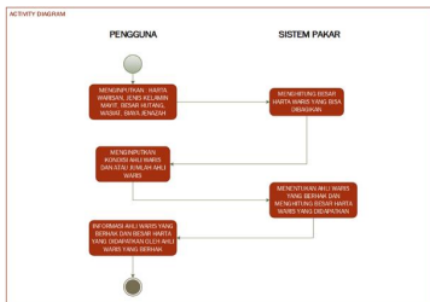 ACTIVITY DIAGRAM
PENGGUNA
SISTEM PAKAR
MENGINPUTKAN : HARTA
WARISAN, JENIS KELAMIN
MAYIT, BESAR HUTANG,
WASIAT, BIAYA JENAZAH
MENGHITUNG BESAR
HARTA WARIS YANG BISA
DIBAGIKAN
MENGINPUTKAN
KONDISI AHLI WARIS
DAN ATAU JUMLAH AHLI
WARIS
MENENTUKAN AHLI WARIS
YANG BERHAK DAN
MENGHITUNG BESAR HARTA
WARIS YANG DIDAPATKAN
INFORMASI AHLI WARIS YANG
BERHAK DAN BESAR HARTA
YANG DIDAPATKAN OLEH AHLI
WARIS YANG BERHAK